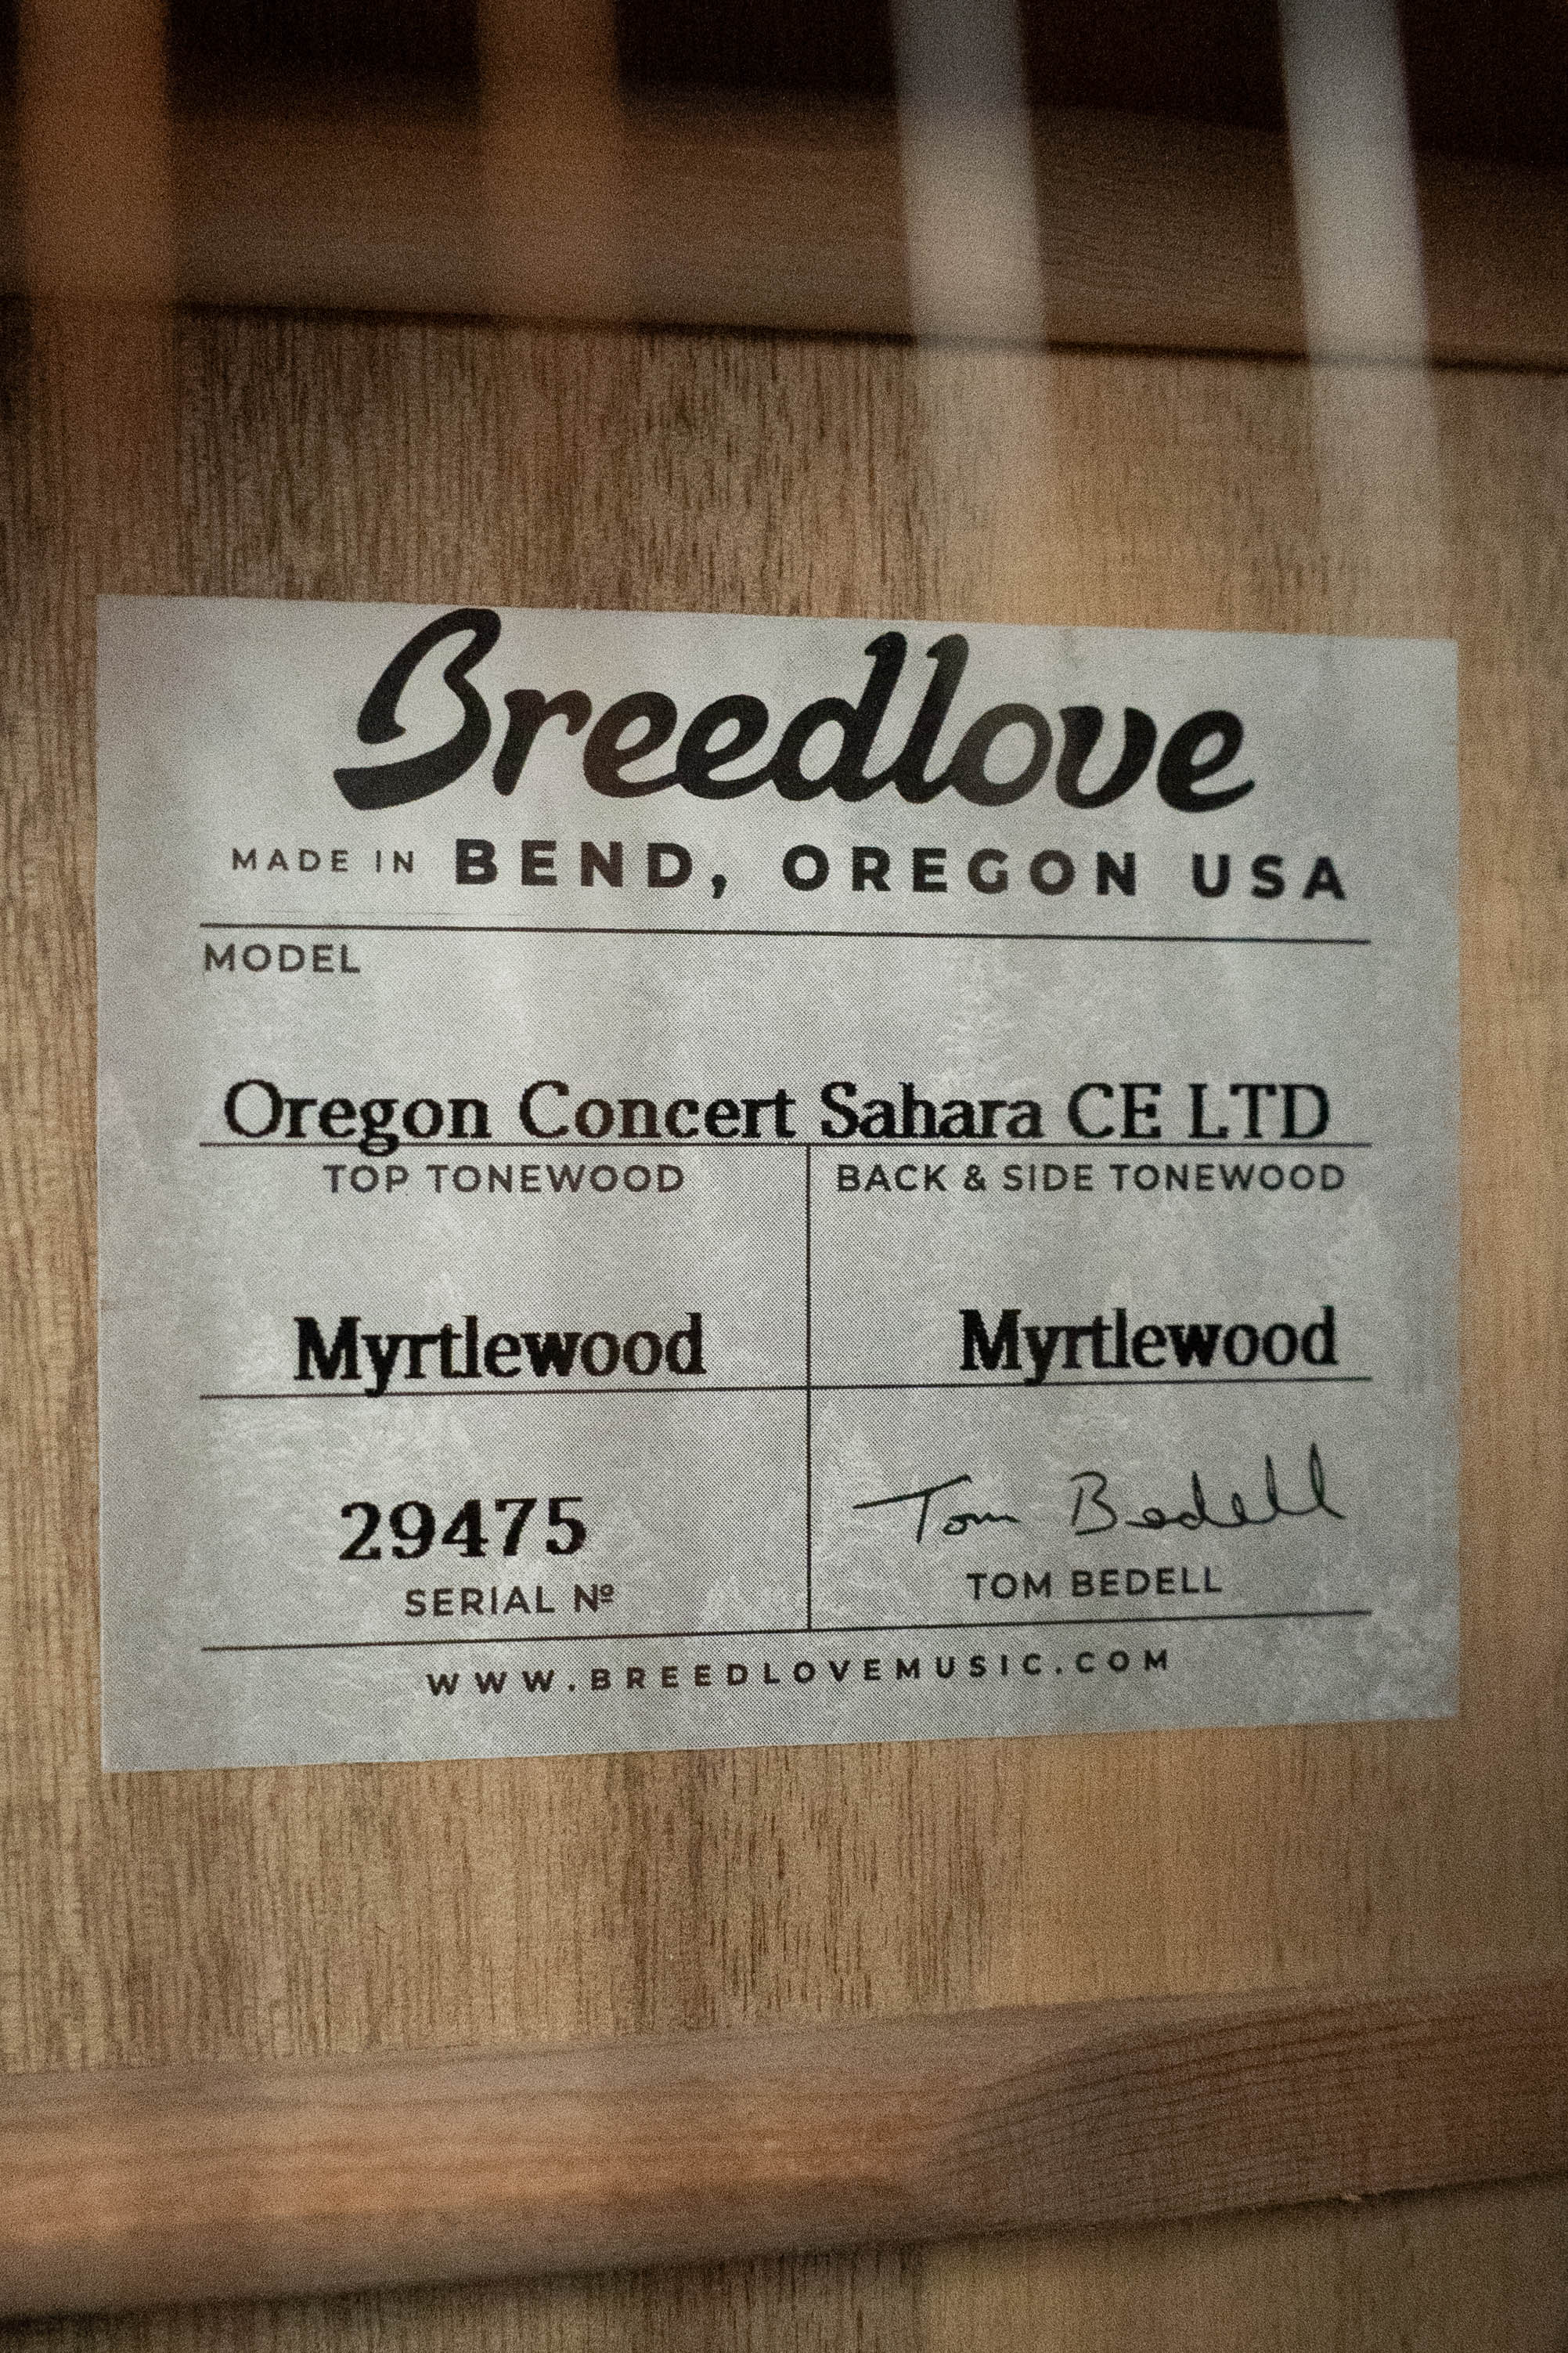 Breedlove
MADE IN BEND, OREGON USA
MODEL
Oregon Concert Sahara CE LTD
TOP TONEWOOD BACK & SIDE TONEWOOD
Myrtlewood Myrtlewood
29475 Tom Bedell
SERIAL Nº TOM BEDELL
WWW.BREEDLOVEMUSIC.COM